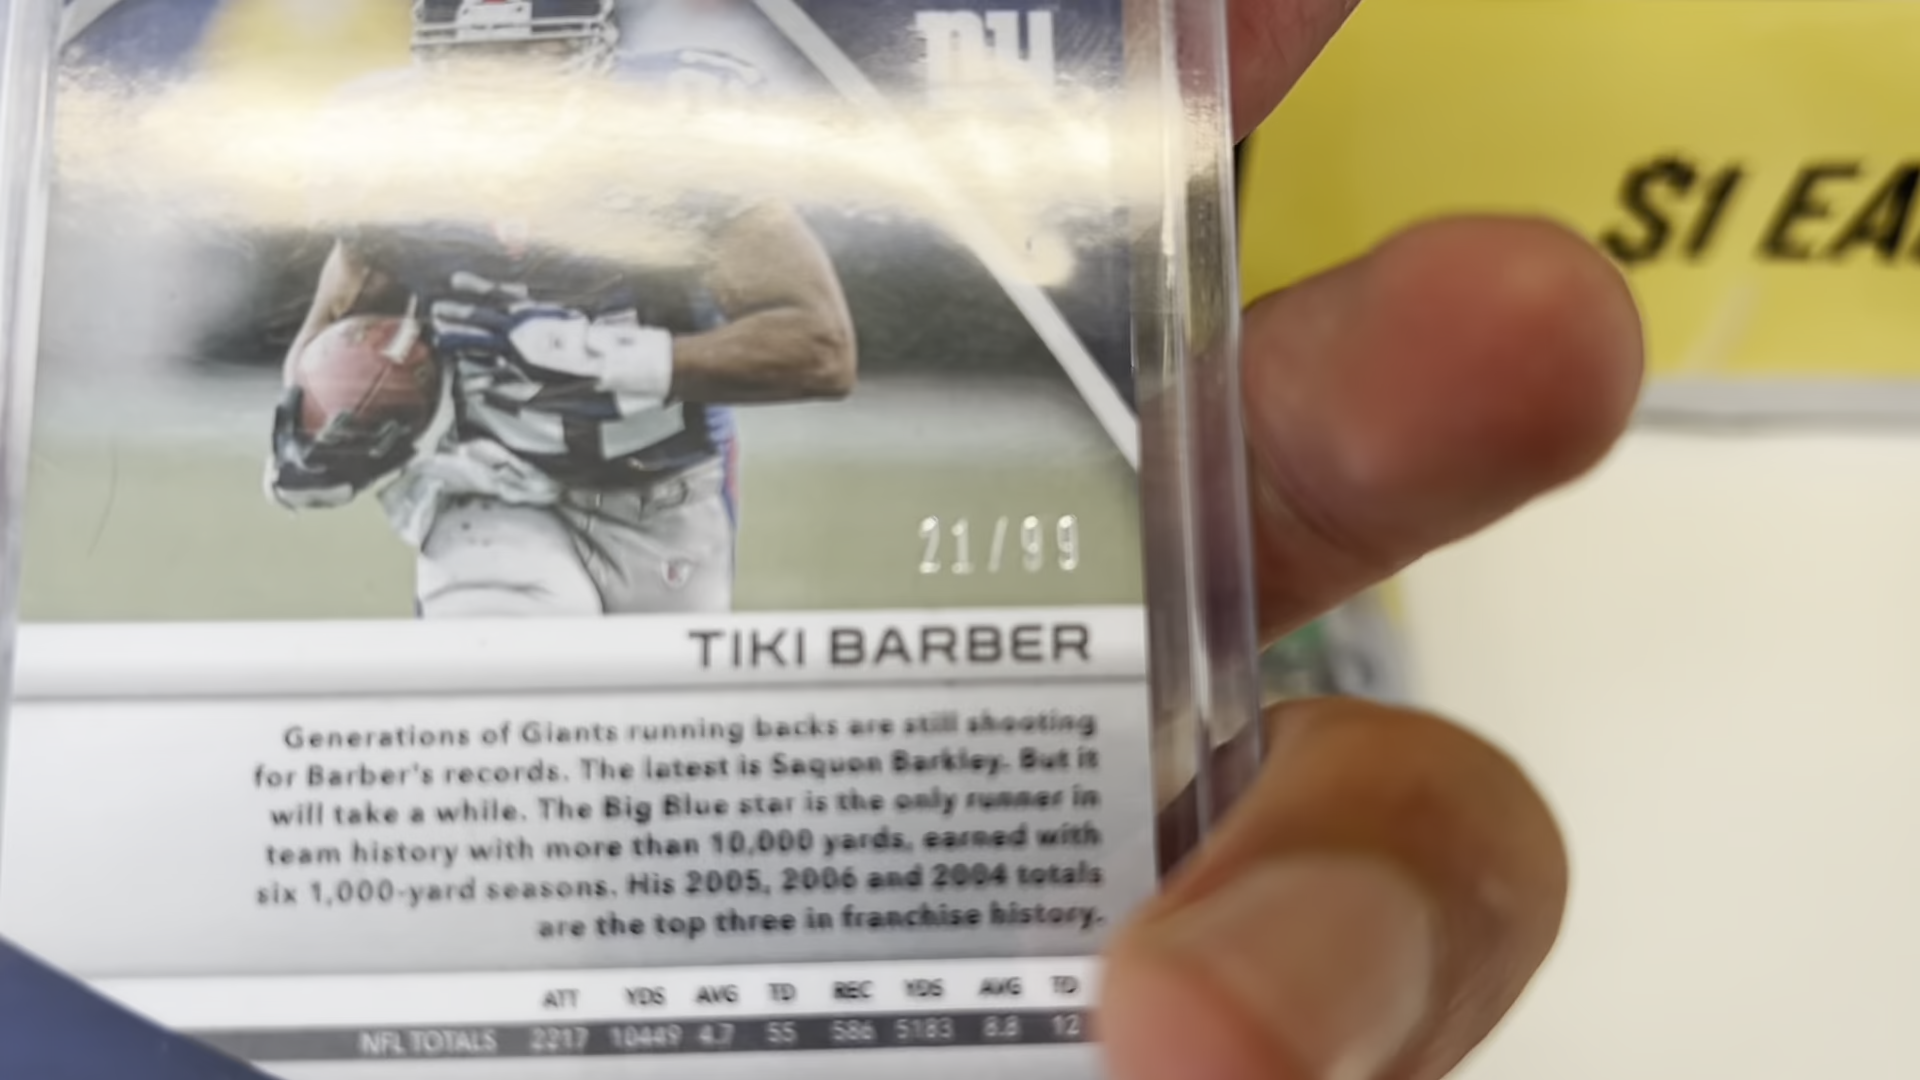 ny
$1 EA
21/99
TIKI BARBER
Generations of Giants running backs are still shooting
for Barber's records. The latest is Saquon Barkley. But it
will take a while. The Big Blue star is the only runner in
team history with more than 10,000 yards, earned with
six 1,000-yard seasons. His 2005, 2006 and 2004 totals
are the top three in franchise history.
ATT YDS AVG TD REC YDS AVG TD
NFL TOTALS 2217 10449 4.7 55 586 5183 8.8 12